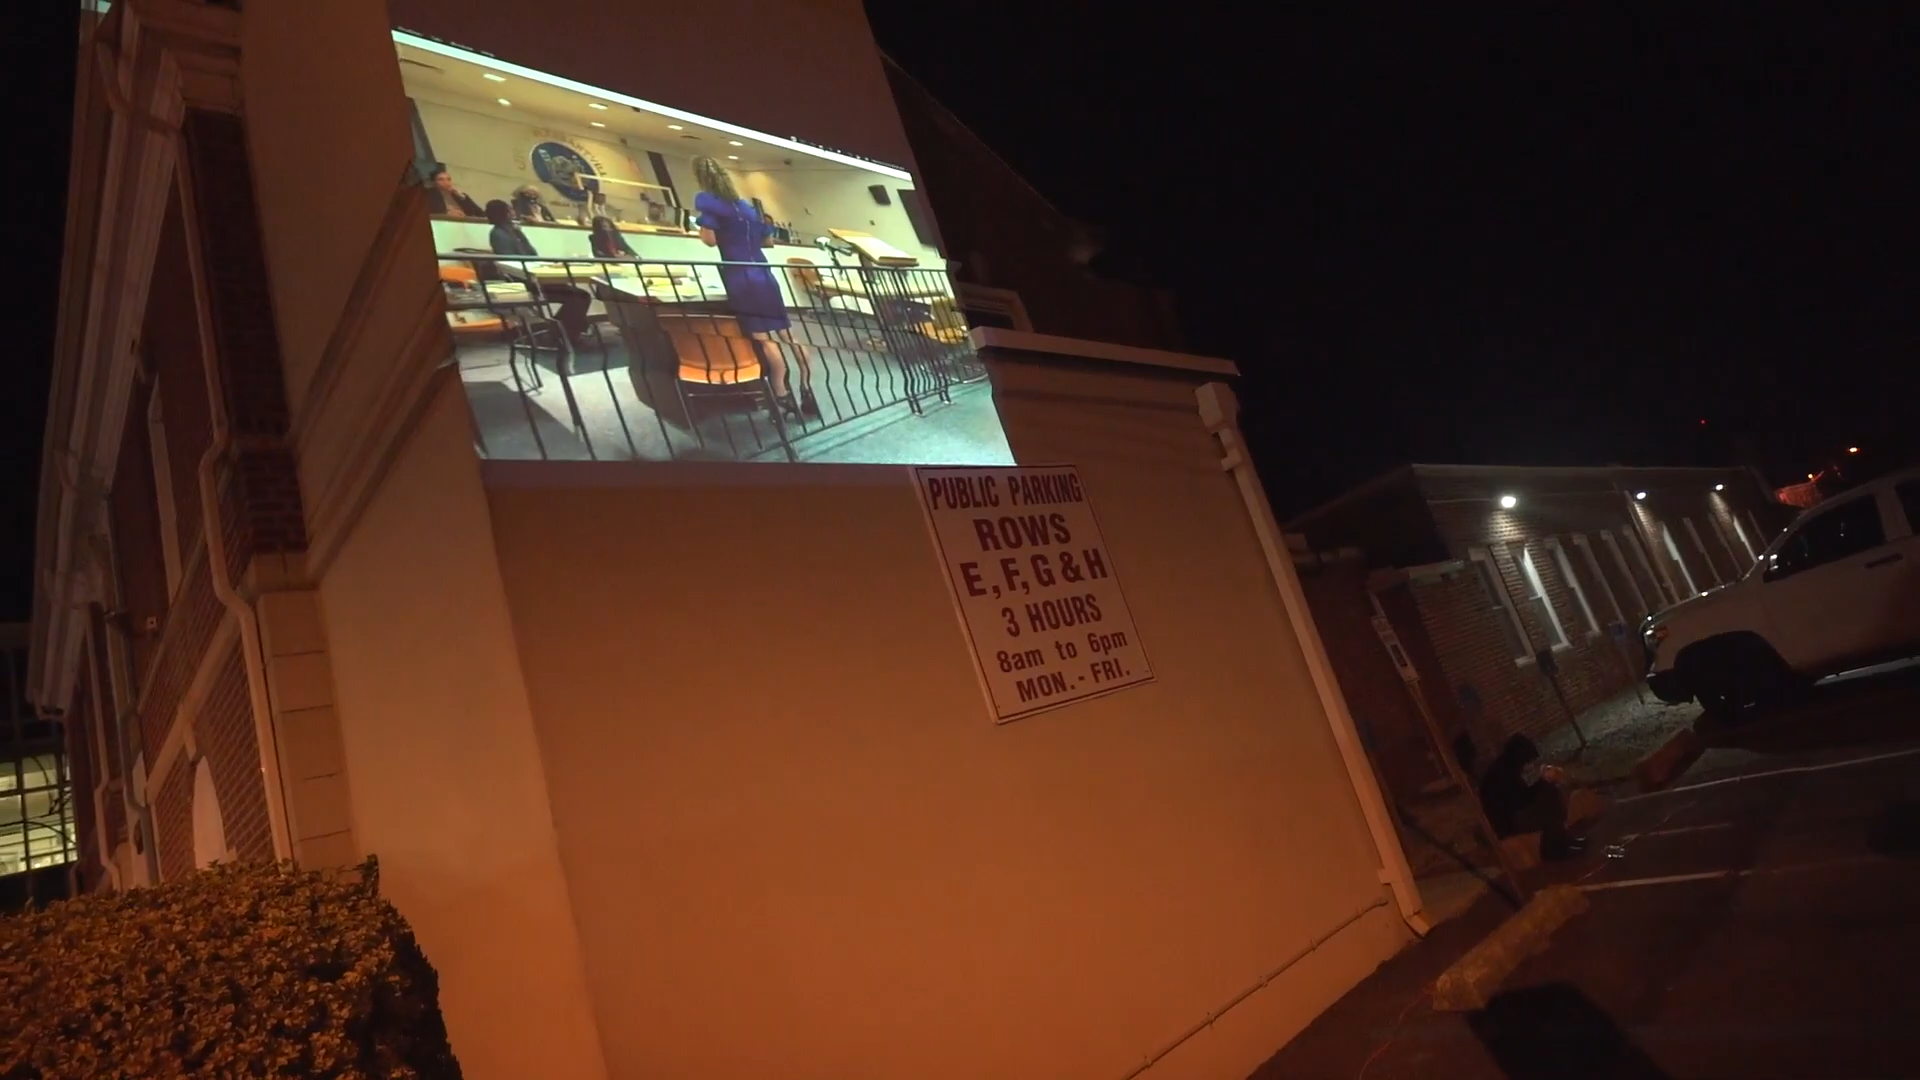 PUBLIC PARKING
ROWS
E, F, G & H
3 HOURS
8am to 6pm
MON. - FRI.